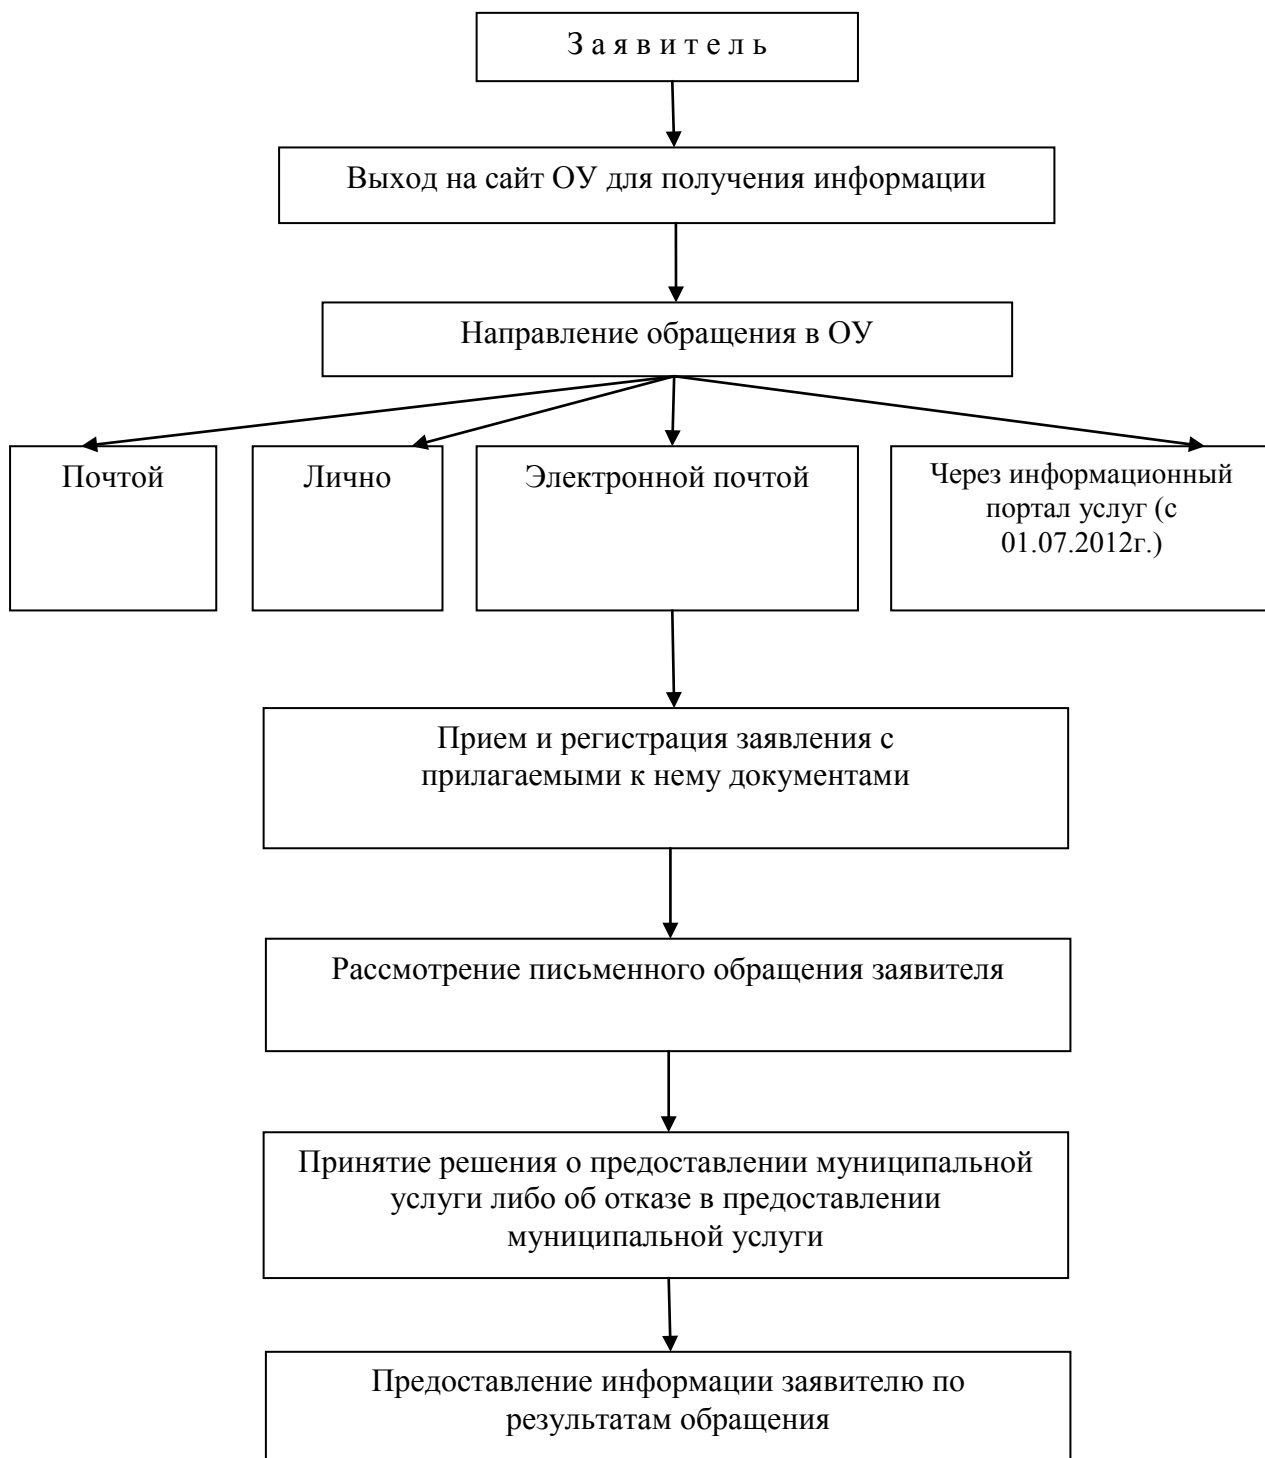 З а я в и т е л ь
Выход на сайт ОУ для получения информации
Направление обращения в ОУ
Почтой
Лично
Электронной почтой
Через информационный
портал услуг (с
01.07.2012г.)
Прием и регистрация заявления с
прилагаемыми к нему документами
Рассмотрение письменного обращения заявителя
Принятие решения о предоставлении муниципальной
услуги либо об отказе в предоставлении
муниципальной услуги
Предоставление информации заявителю по
результатам обращения